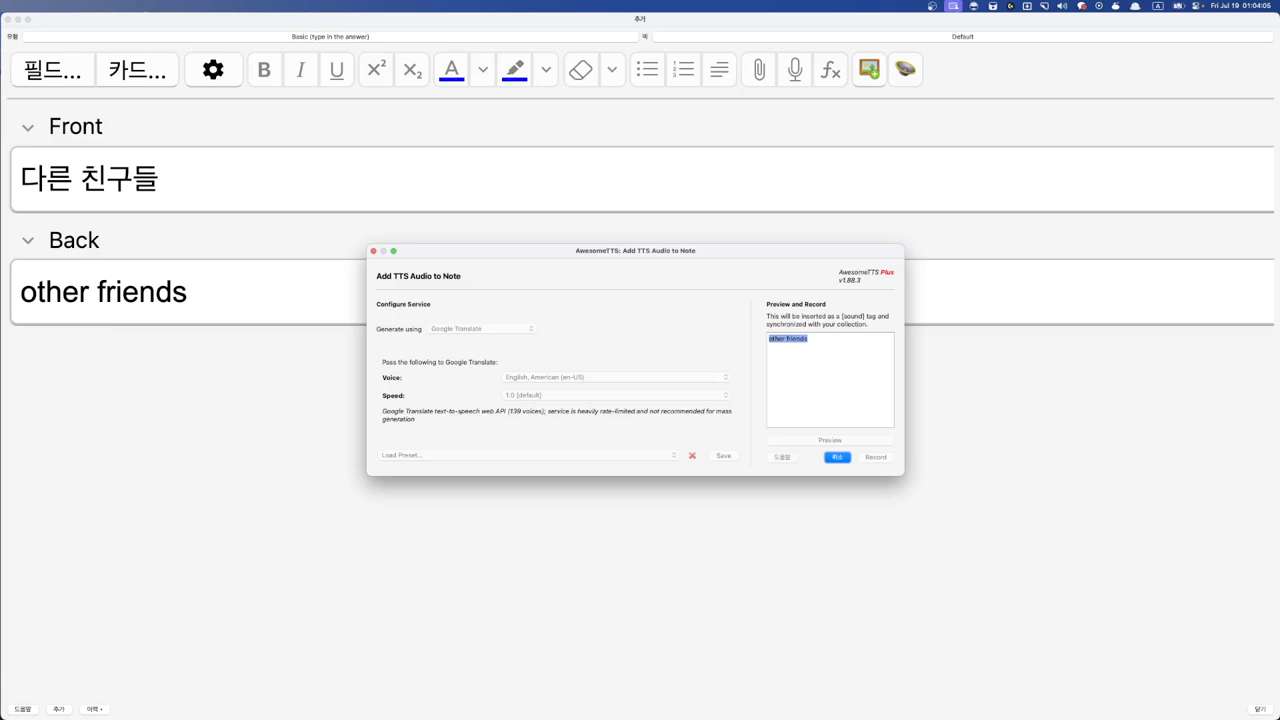 Fri Jul 19 01:04:05
추가
유형
Basic (type in the answer)
덱
Default
필드...
카드...
Front
다른 친구들
Back
other friends
AwesomeTTS: Add TTS Audio to Note
Add TTS Audio to Note
AwesomeTTS Plus
v1.88.3
Configure Service
Generate using
Google Translate
Pass the following to Google Translate:
Voice:
English, American (en-US)
Speed:
1.0 [default]
Google Translate text-to-speech web API (139 voices); service is heavily rate-limited and not recommended for mass
generation
Load Preset...
Save
Preview and Record
This will be inserted as a [sound] tag and
synchronized with your collection.
other friends
Preview
도움말
취소
Record
도움말
추가
이력
닫기